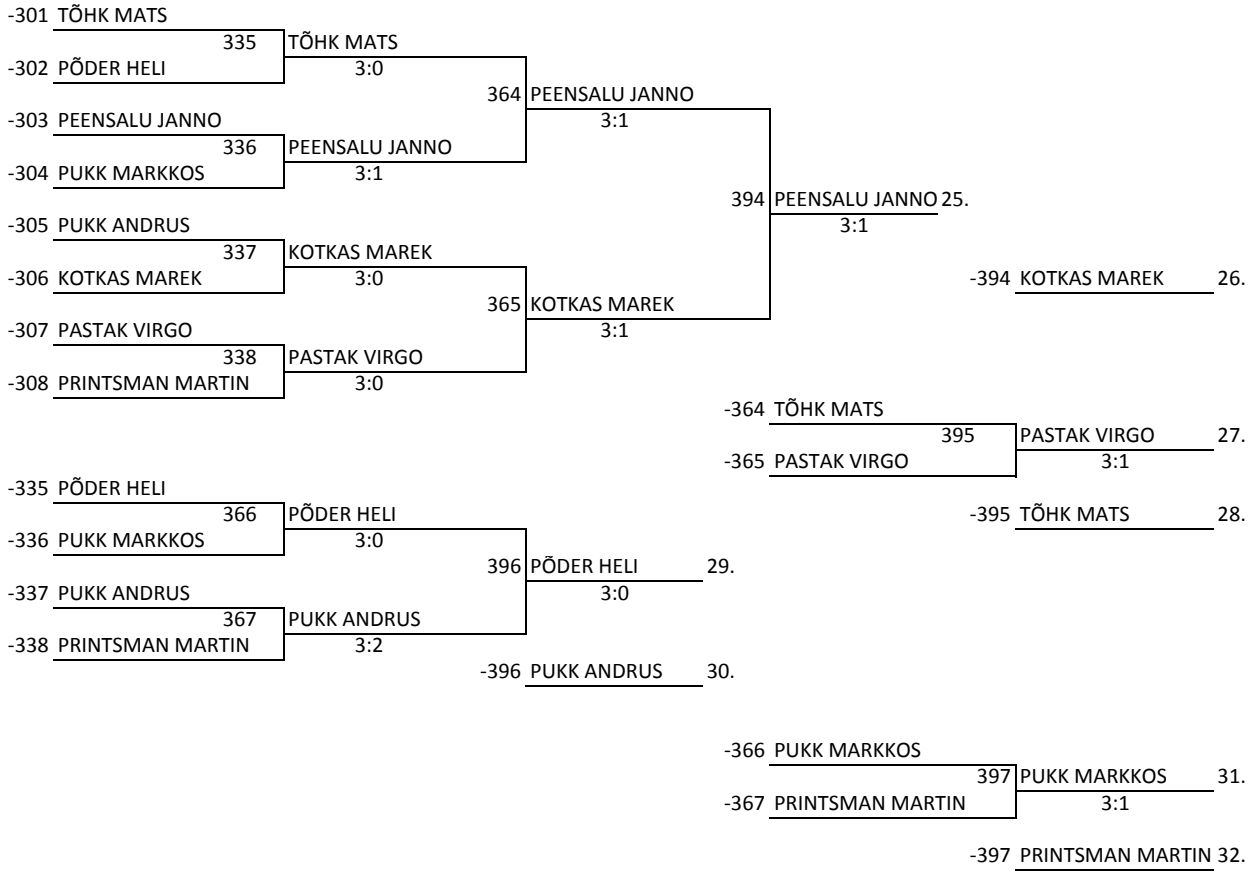 -301 TÕHK MATS
335 TÕHK MATS
-302 PÕDER HELI 3:0
364 PEENSALU JANNO
-303 PEENSALU JANNO 3:1
336 PEENSALU JANNO
-304 PUKK MARKKOS 3:1
394 PEENSALU JANNO 25.
-305 PUKK ANDRUS 3:1
337 KOTKAS MAREK
-306 KOTKAS MAREK 3:0 -394 KOTKAS MAREK 26.
365 KOTKAS MAREK
-307 PASTAK VIRGO 3:1
338 PASTAK VIRGO
-308 PRINTSMAN MARTIN 3:0
-364 TÕHK MATS
395 PASTAK VIRGO 27.
-365 PASTAK VIRGO 3:1
-335 PÕDER HELI
366 PÕDER HELI -395 TÕHK MATS 28.
-336 PUKK MARKKOS 3:0
396 PÕDER HELI 29.
-337 PUKK ANDRUS 3:0
367 PUKK ANDRUS
-338 PRINTSMAN MARTIN 3:2
-396 PUKK ANDRUS 30.
-366 PUKK MARKKOS
397 PUKK MARKKOS 31.
-367 PRINTSMAN MARTIN 3:1
-397 PRINTSMAN MARTIN 32.